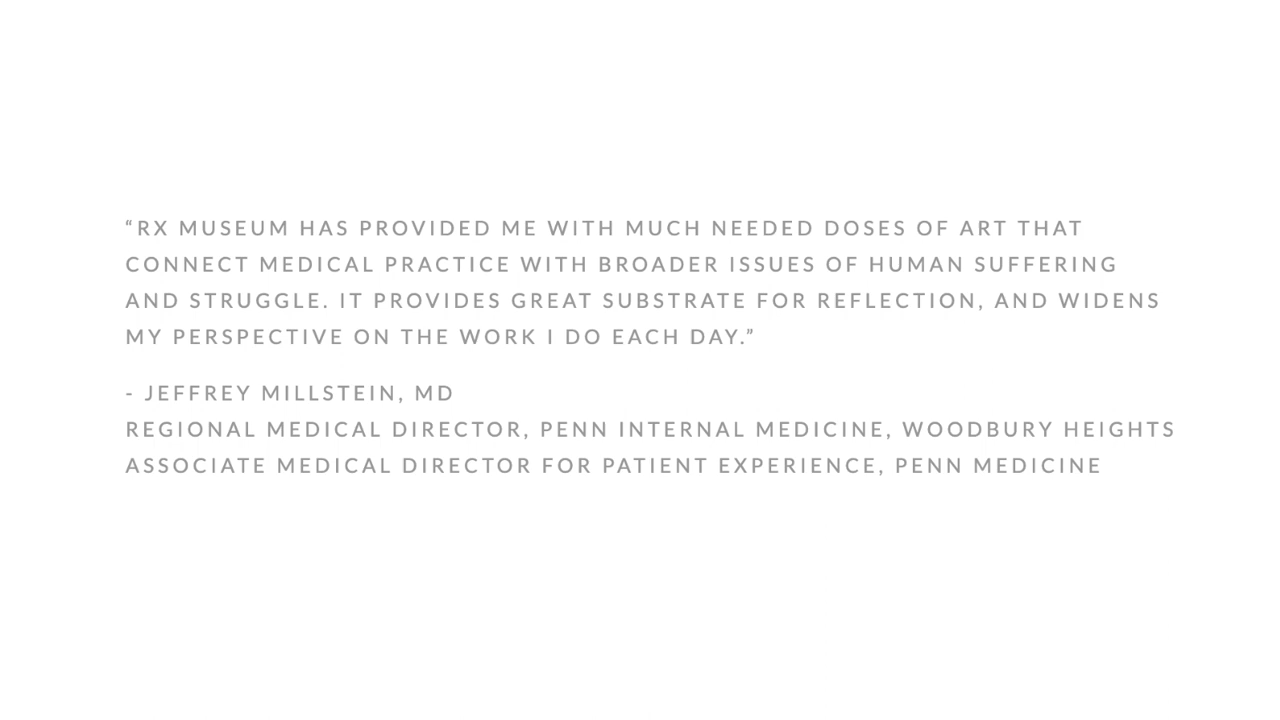 “RX MUSEUM HAS PROVIDED ME WITH MUCH NEEDED DOSES OF ART THAT
CONNECT MEDICAL PRACTICE WITH BROADER ISSUES OF HUMAN SUFFERING
AND STRUGGLE. IT PROVIDES GREAT SUBSTRATE FOR REFLECTION, AND WIDENS
MY PERSPECTIVE ON THE WORK I DO EACH DAY.”
- JEFFREY MILLSTEIN, MD
REGIONAL MEDICAL DIRECTOR, PENN INTERNAL MEDICINE, WOODBURY HEIGHTS
ASSOCIATE MEDICAL DIRECTOR FOR PATIENT EXPERIENCE, PENN MEDICINE